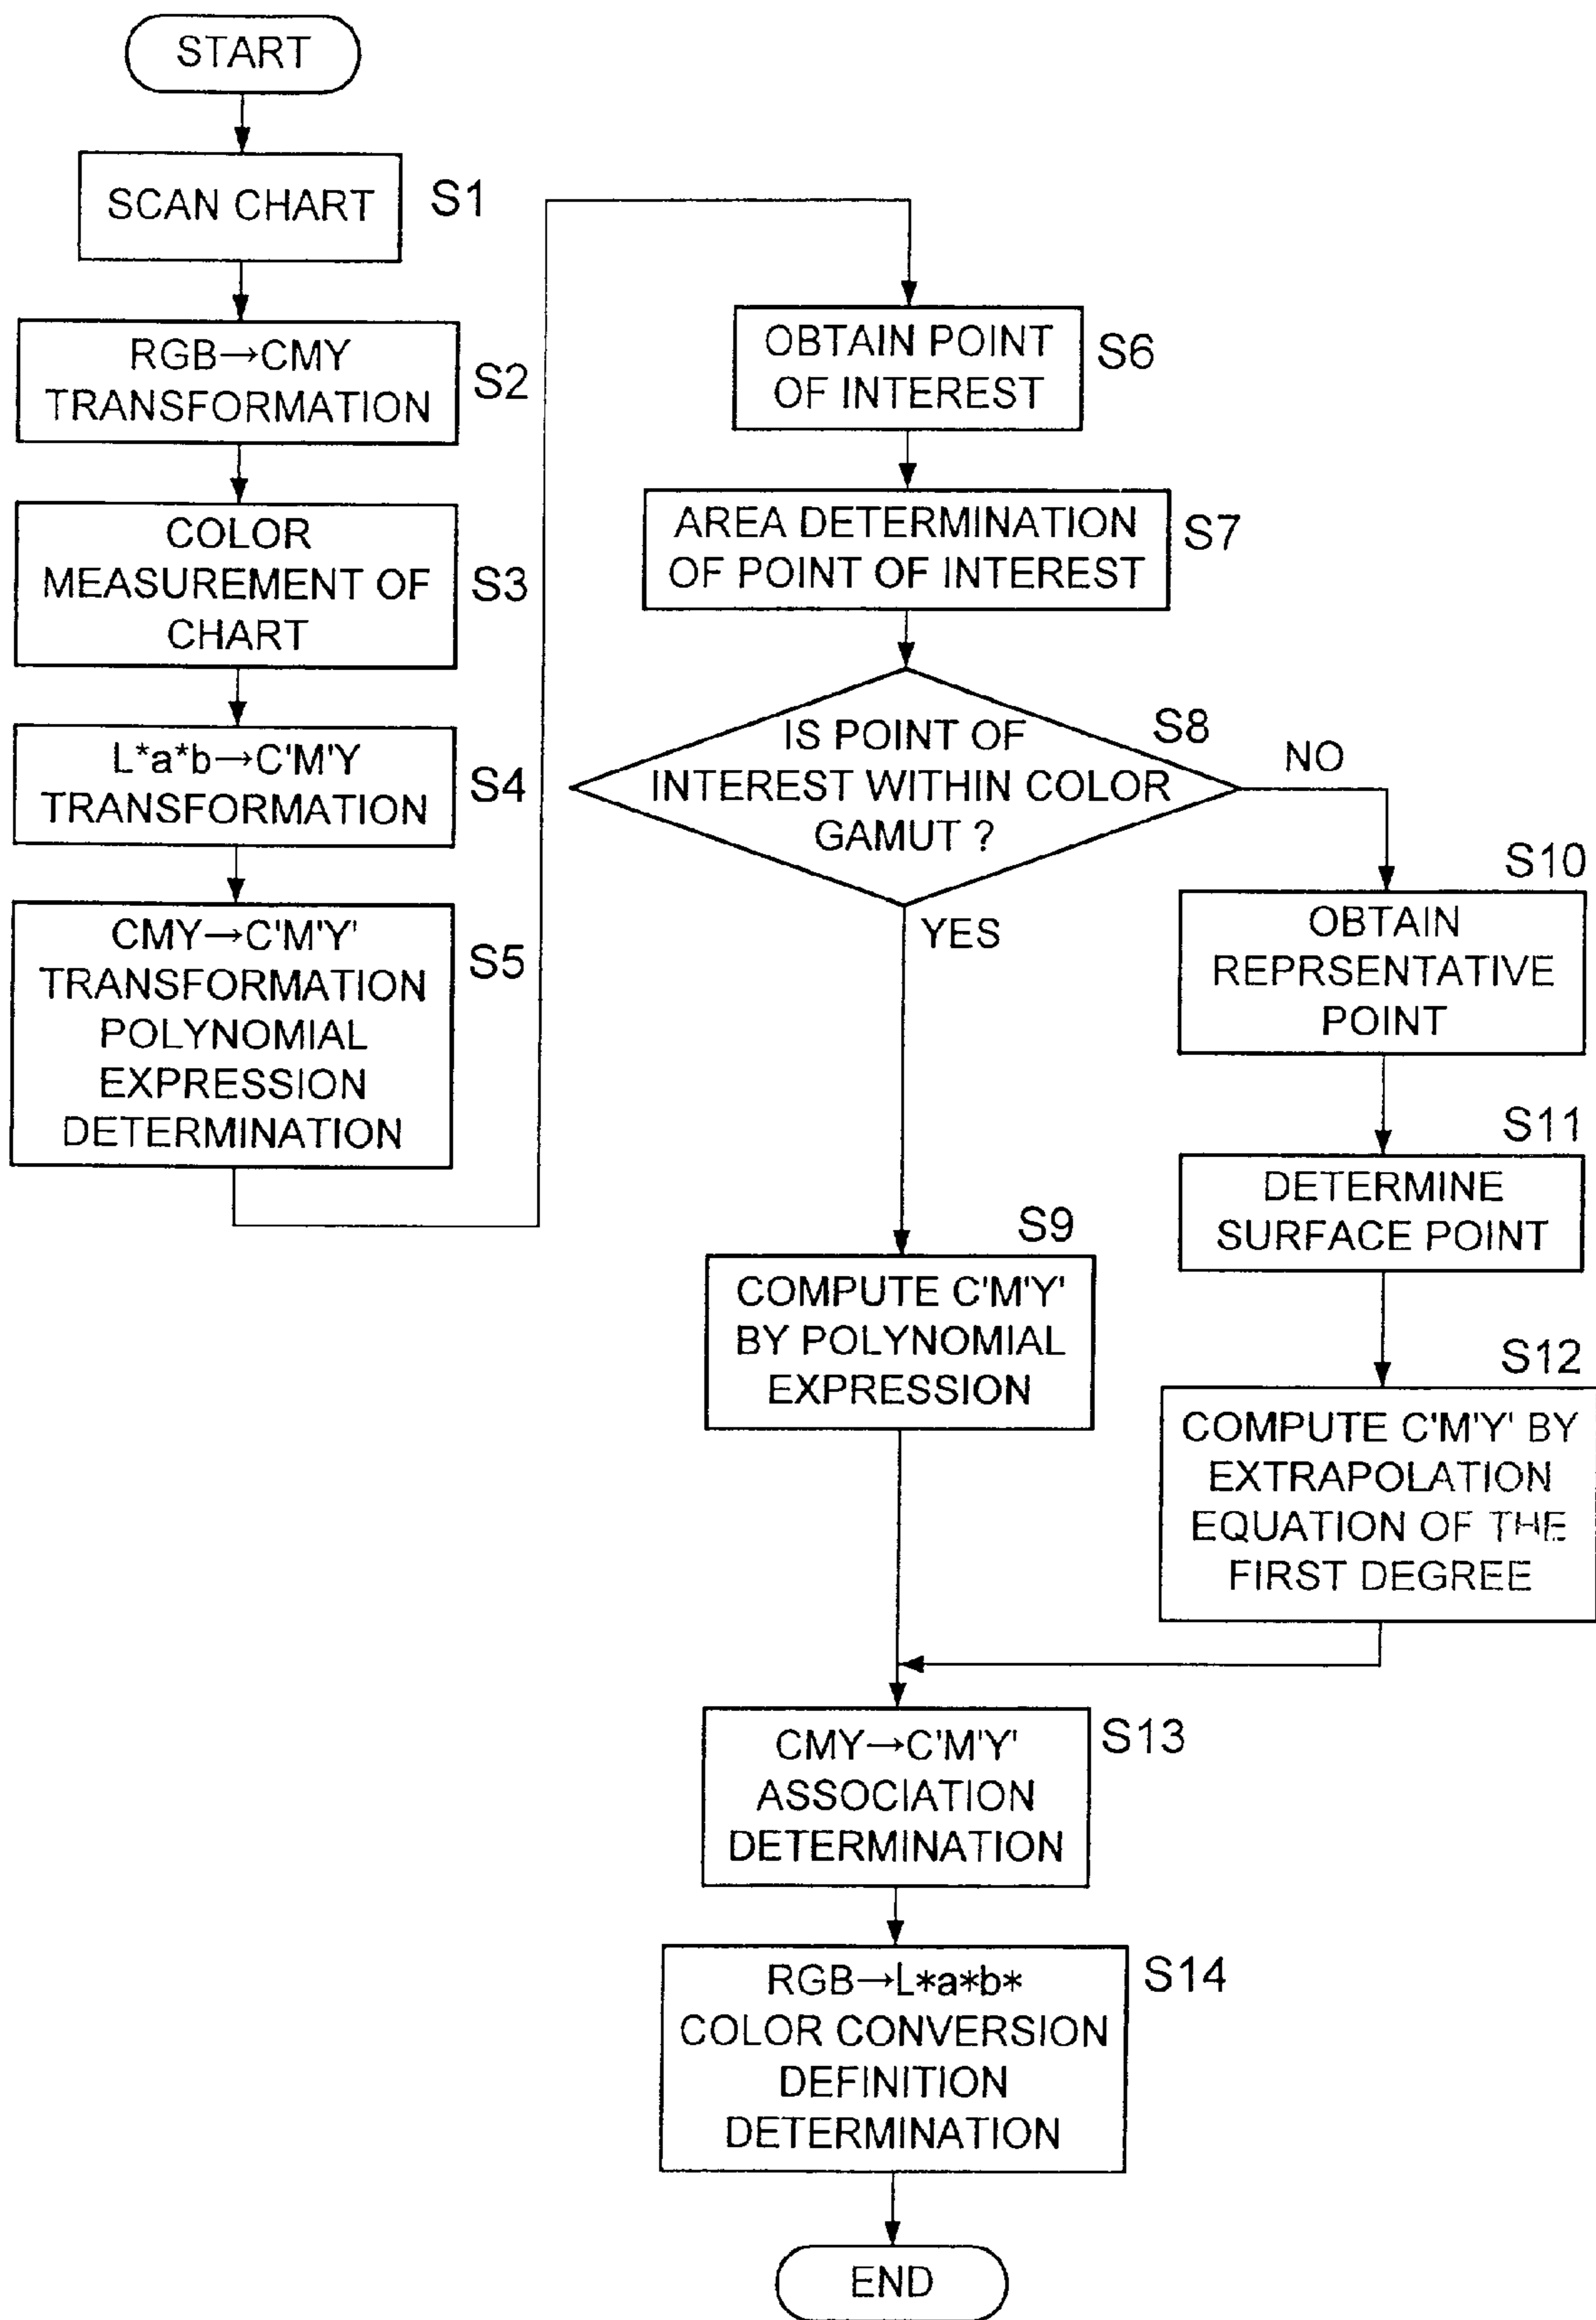 START
SCAN CHART
S1
RGB→CMY
TRANSFORMATION
S2
COLOR
MEASUREMENT OF
CHART
S3
L*a*b→C'M'Y
TRANSFORMATION
S4
CMY→C'M'Y'
TRANSFORMATION
POLYNOMIAL
EXPRESSION
DETERMINATION
S5
OBTAIN POINT
OF INTEREST
S6
AREA DETERMINATION
OF POINT OF INTEREST
S7
IS POINT OF
INTEREST WITHIN COLOR
GAMUT ?
S8
NO
YES
S9
COMPUTE C'M'Y'
BY POLYNOMIAL
EXPRESSION
S10
OBTAIN
REPRSENTATIVE
POINT
S11
DETERMINE
SURFACE POINT
S12
COMPUTE C'M'Y' BY
EXTRAPOLATION
EQUATION OF THE
FIRST DEGREE
CMY→C'M'Y'
ASSOCIATION
DETERMINATION
S13
RGB→L*a*b*
COLOR CONVERSION
DEFINITION
DETERMINATION
S14
END